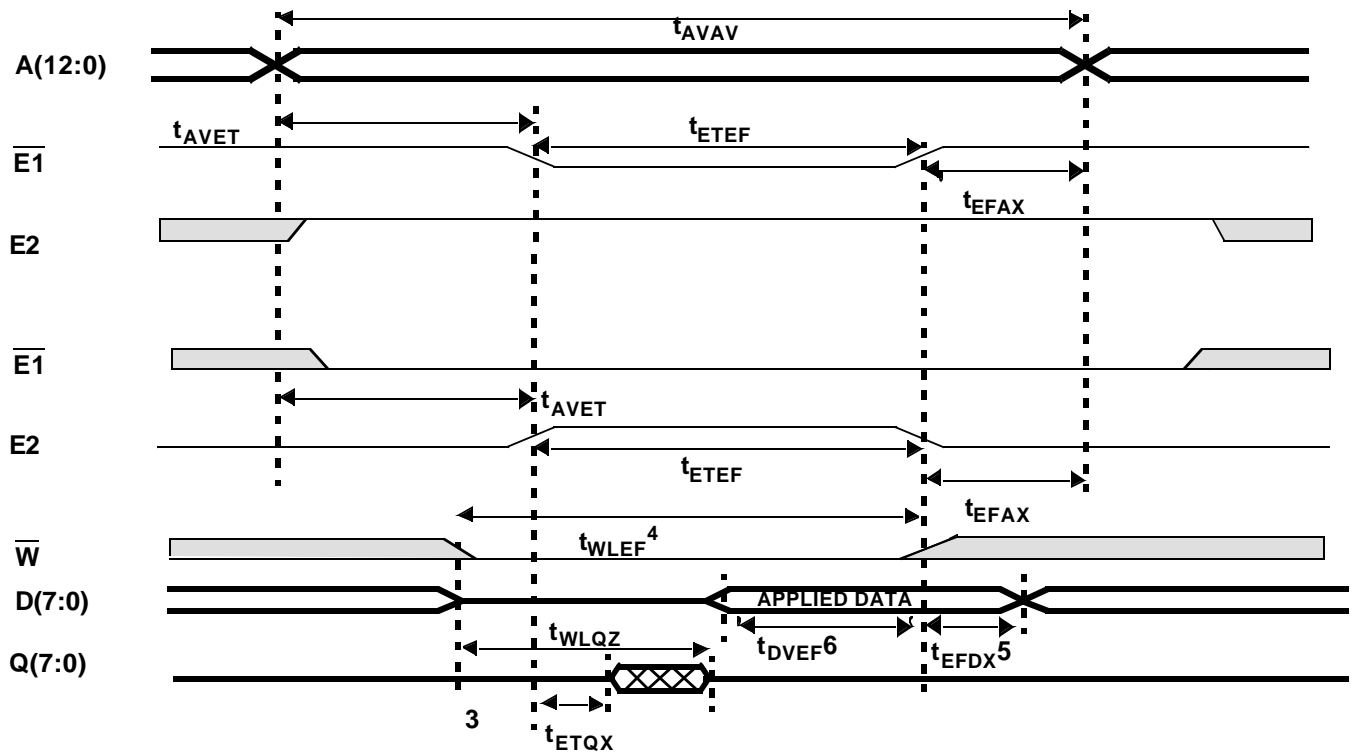 tAVAV
A(12:0)
tAVET
tETEF
E1
tEFAX
E2
E1
tAVET
E2
tETEF
tEFAX
W
tWLEF4
D(7:0)
APPLIED DATA
tWLQZ
tDVEF6
tEFDX5
Q(7:0)
3
tETQX